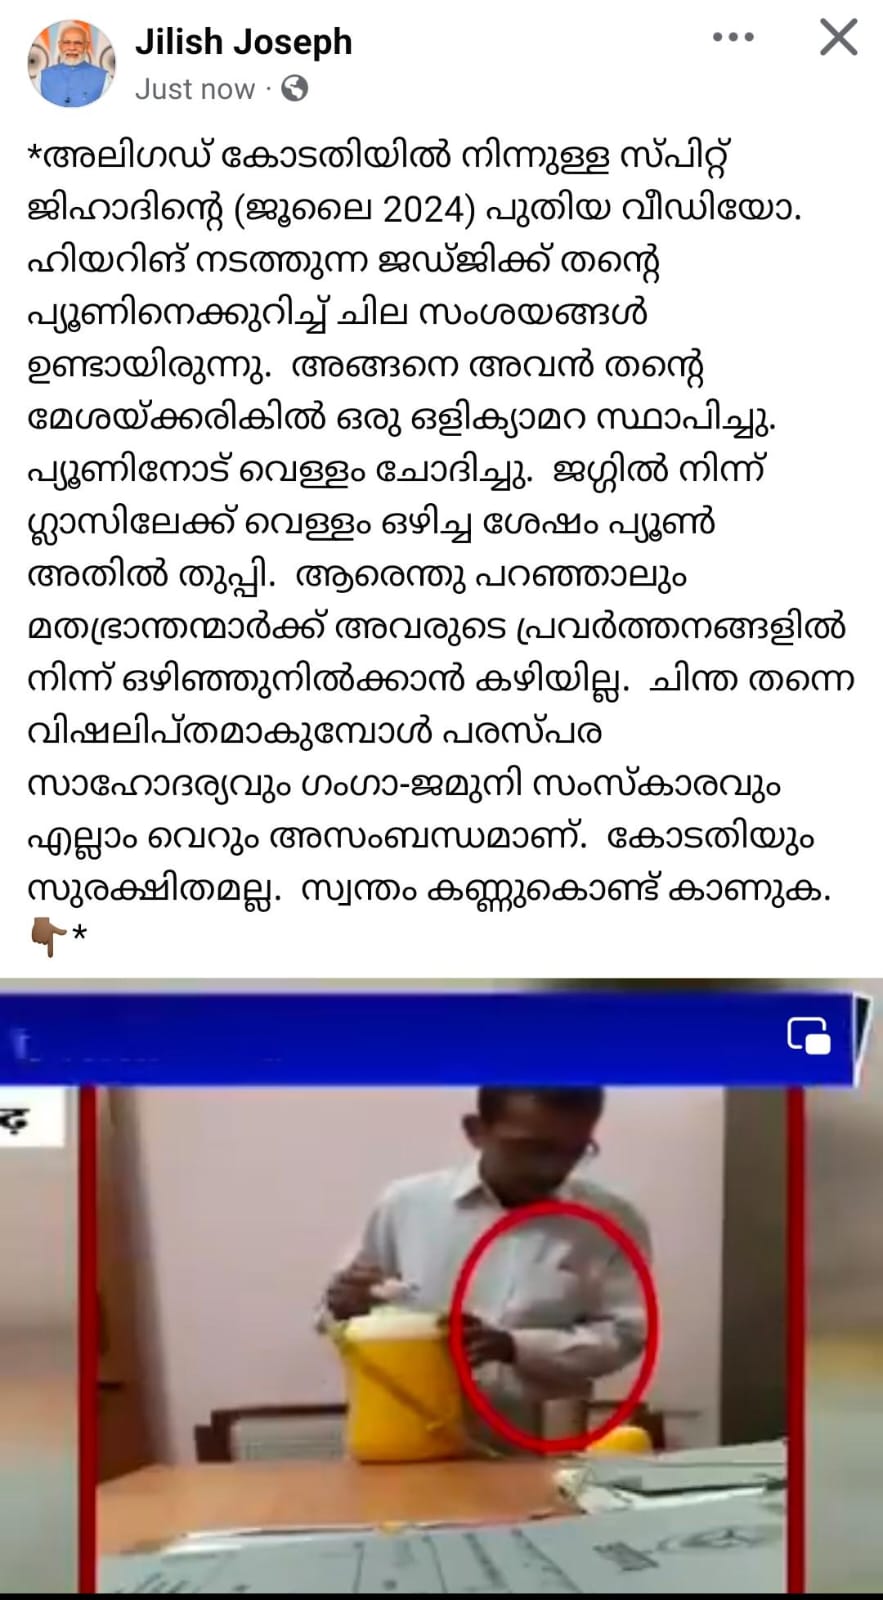 Jilish Joseph
Just now ·
*അലിഗഡ് കോടതിയിൽ നിന്നുള്ള സ്പിറ്റ്
ജിഹാദിന്റെ (ജൂലൈ 2024) പുതിയ വീഡിയോ.
ഹിയറിങ് നടത്തുന്ന ജഡ്ജിക്ക് തന്റെ
പ്യൂണിനെക്കുറിച്ച് ചില സംശയങ്ങൾ
ഉണ്ടായിരുന്നു. അങ്ങനെ അവൻ തന്റെ
മേശയ്ക്കരികിൽ ഒരു ഒളിക്യാമറ സ്ഥാപിച്ചു.
പ്യൂണിനോട് വെള്ളം ചോദിച്ചു. ജഗ്ഗിൽ നിന്ന്
ഗ്ലാസിലേക്ക് വെള്ളം ഒഴിച്ച ശേഷം പ്യൂൺ
അതിൽ തുപ്പി. ആരെന്തു പറഞ്ഞാലും
മതഭ്രാന്തന്മാർക്ക് അവരുടെ പ്രവർത്തനങ്ങളിൽ
നിന്ന് ഒഴിഞ്ഞുനിൽക്കാൻ കഴിയില്ല. ചിന്ത തന്നെ
വിഷലിപ്തമാകുമ്പോൾ പരസ്പര
സാഹോദര്യവും ഗംഗാ-ജമുനി സംസ്കാരവും
എല്ലാം വെറും അസംബന്ധമാണ്. കോടതിയും
സുരക്ഷിതമല്ല. സ്വന്തം കണ്ണുകൊണ്ട് കാണുക.
👇🏾*
ढ़